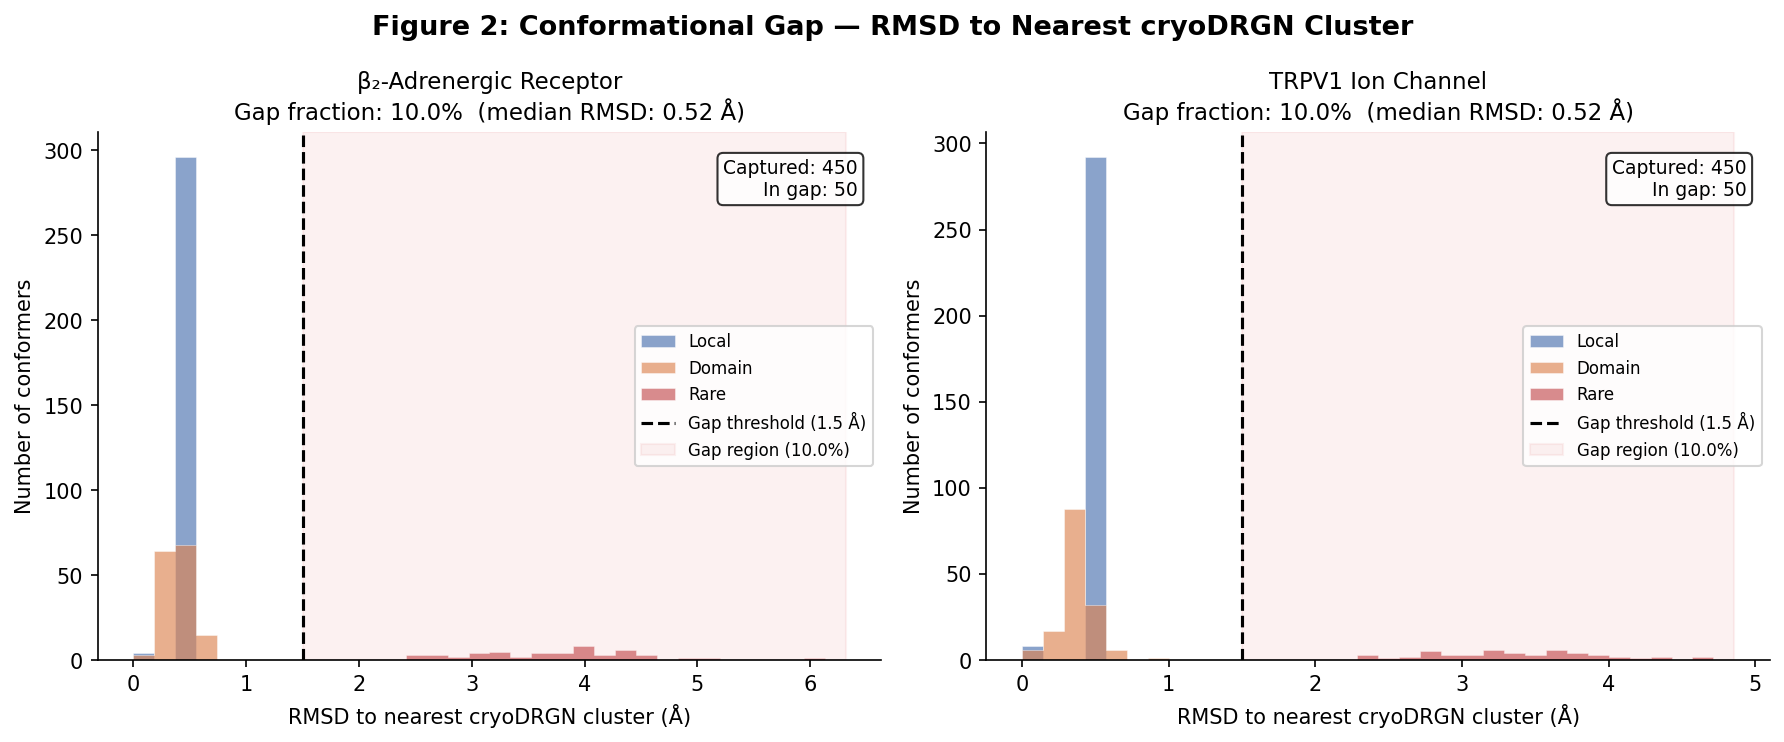 Figure 2: Conformational Gap — RMSD to Nearest cryoDRGN Cluster
β₂-Adrenergic Receptor
Gap fraction: 10.0%  (median RMSD: 0.52 Å)
Number of conformers
300
250
200
150
100
50
0
Captured: 450
In gap: 50
Local
Domain
Rare
Gap threshold (1.5 Å)
Gap region (10.0%)
0 1 2 3 4 5 6
RMSD to nearest cryoDRGN cluster (Å)
TRPV1 Ion Channel
Gap fraction: 10.0%  (median RMSD: 0.52 Å)
Number of conformers
300
250
200
150
100
50
0
Captured: 450
In gap: 50
Local
Domain
Rare
Gap threshold (1.5 Å)
Gap region (10.0%)
0 1 2 3 4 5
RMSD to nearest cryoDRGN cluster (Å)